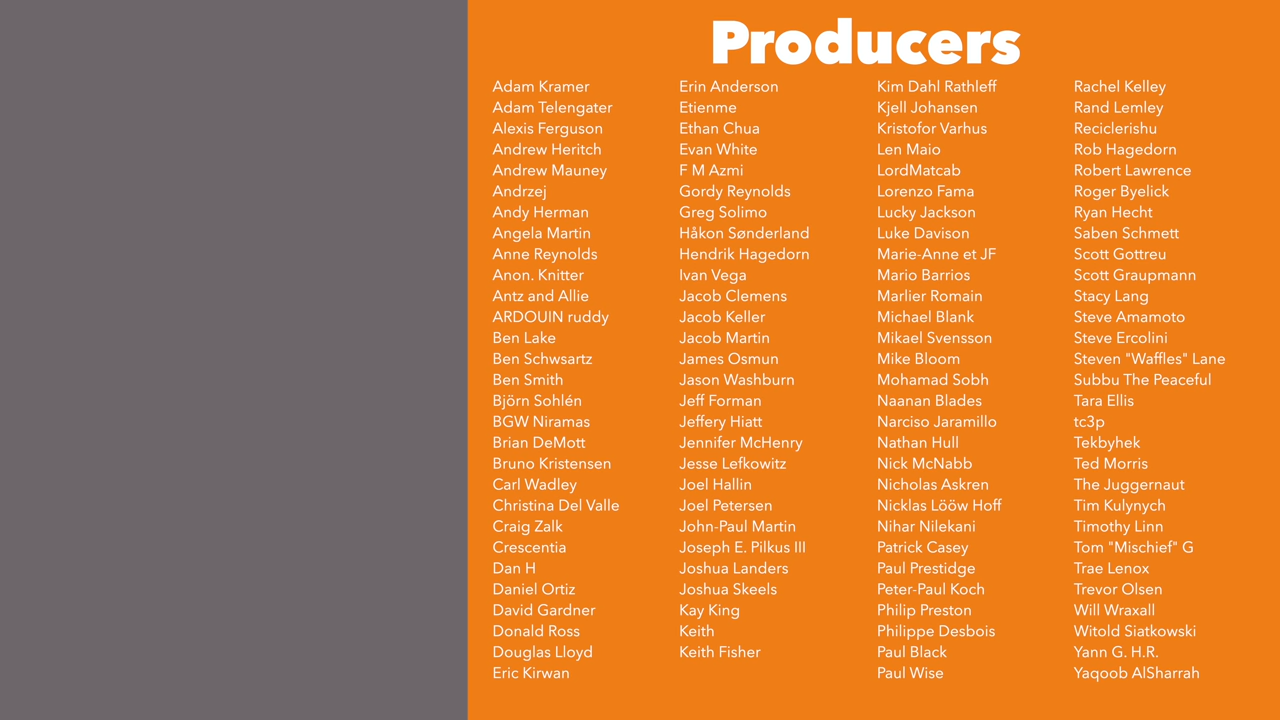 Producers
Adam Kramer
Adam Telengater
Alexis Ferguson
Andrew Heritch
Andrew Mauney
Andrzej
Andy Herman
Angela Martin
Anne Reynolds
Anon. Knitter
Antz and Allie
ARDOUIN ruddy
Ben Lake
Ben Schwsartz
Ben Smith
Björn Sohlén
BGW Niramas
Brian DeMott
Bruno Kristensen
Carl Wadley
Christina Del Valle
Craig Zalk
Crescentia
Dan H
Daniel Ortiz
David Gardner
Donald Ross
Douglas Lloyd
Eric Kirwan
Erin Anderson
Etienme
Ethan Chua
Evan White
F M Azmi
Gordy Reynolds
Greg Solimo
Håkon Sønderland
Hendrik Hagedorn
Ivan Vega
Jacob Clemens
Jacob Keller
Jacob Martin
James Osmun
Jason Washburn
Jeff Forman
Jeffery Hiatt
Jennifer McHenry
Jesse Lefkowitz
Joel Hallin
Joel Petersen
John-Paul Martin
Joseph E. Pilkus III
Joshua Landers
Joshua Skeels
Kay King
Keith
Keith Fisher
Kim Dahl Rathleff
Kjell Johansen
Kristofor Varhus
Len Maio
LordMatcab
Lorenzo Fama
Lucky Jackson
Luke Davison
Marie-Anne et JF
Mario Barrios
Marlier Romain
Michael Blank
Mikael Svensson
Mike Bloom
Mohamad Sobh
Naanan Blades
Narciso Jaramillo
Nathan Hull
Nick McNabb
Nicholas Askren
Nicklas Lööw Hoff
Nihar Nilekani
Patrick Casey
Paul Prestidge
Peter-Paul Koch
Philip Preston
Philippe Desbois
Paul Black
Paul Wise
Rachel Kelley
Rand Lemley
Reciclerishu
Rob Hagedorn
Robert Lawrence
Roger Byelick
Ryan Hecht
Saben Schmett
Scott Gottreu
Scott Graupmann
Stacy Lang
Steve Amamoto
Steve Ercolini
Steven "Waffles" Lane
Subbu The Peaceful
Tara Ellis
tc3p
Tekbyhek
Ted Morris
The Juggernaut
Tim Kulynych
Timothy Linn
Tom "Mischief" G
Trae Lenox
Trevor Olsen
Will Wraxall
Witold Siatkowski
Yann G. H.R.
Yaqoob AlSharrah